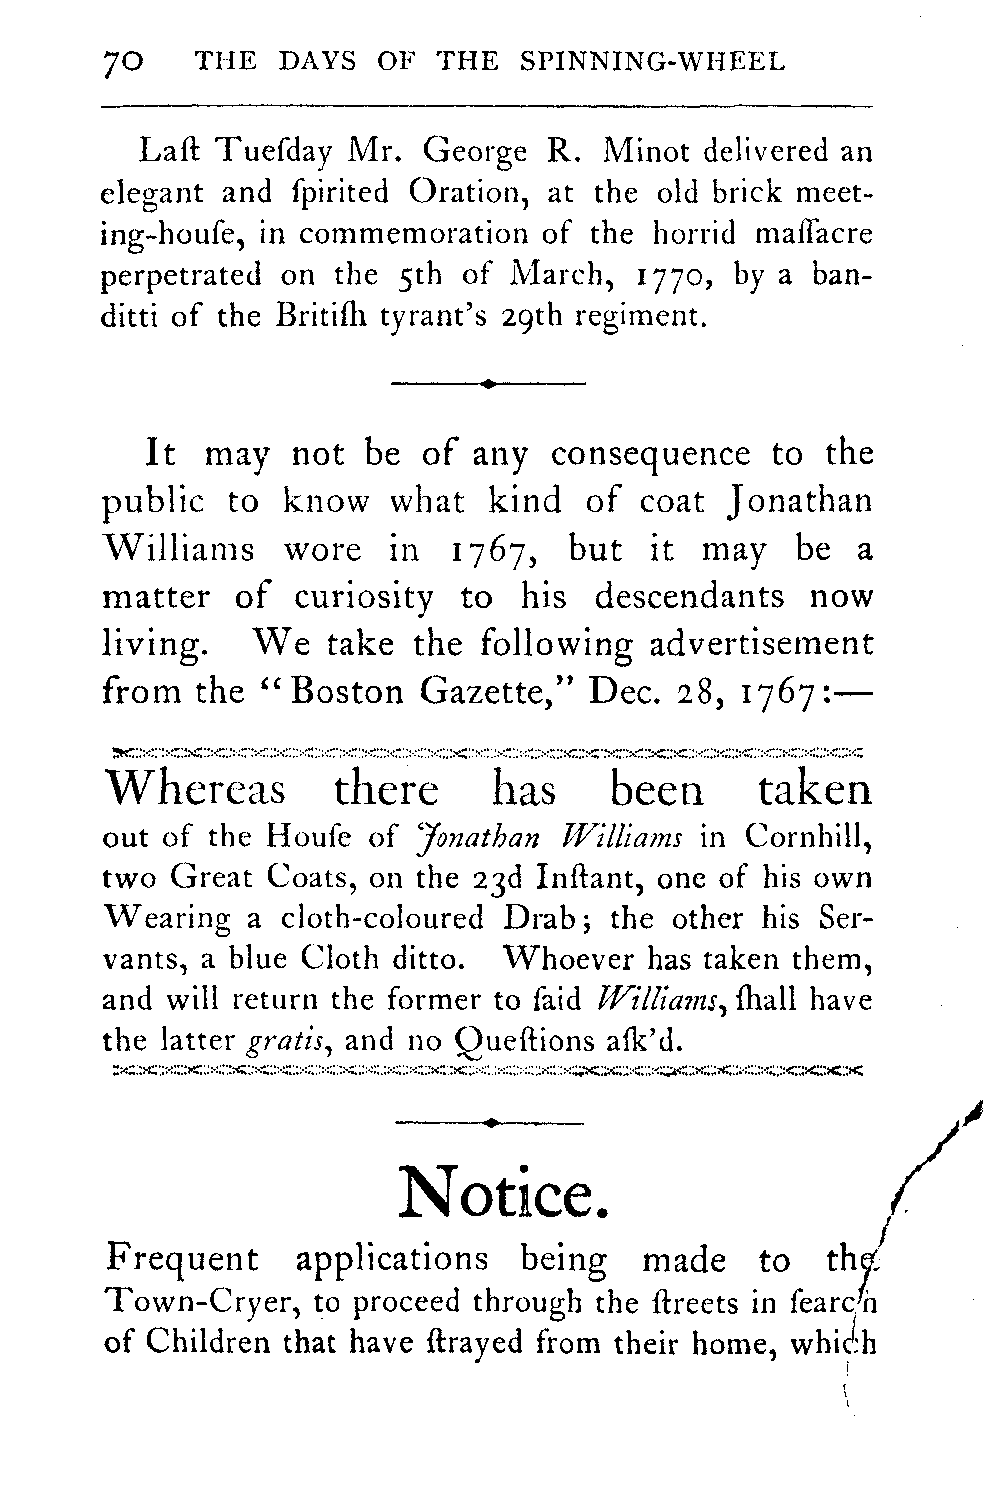 70 THE DAYS OF THE SPINNING-WHEEL
Laſt Tueſday Mr. George R. Minot delivered an
elegant and ſpirited Oration, at the old brick meet-
ing-houſe, in commemoration of the horrid maſſacre
perpetrated on the 5th of March, 1770, by a ban-
ditti of the Britiſh tyrant's 29th regiment.
It may not be of any consequence to the
public to know what kind of coat Jonathan
Williams wore in 1767, but it may be a
matter of curiosity to his descendants now
living. We take the following advertisement
from the “Boston Gazette,” Dec. 28, 1767:—
Whereas there has been taken
out of the Houſe of Jonathan Williams in Cornhill,
two Great Coats, on the 23d Inſtant, one of his own
Wearing a cloth-coloured Drab; the other his Ser-
vants, a blue Cloth ditto. Whoever has taken them,
and will return the former to ſaid Williams, ſhall have
the latter gratis, and no Queſtions aſk'd.
Notice.
Frequent applications being made to the
Town-Cryer, to proceed through the ſtreets in ſearch
of Children that have ſtrayed from their home, which